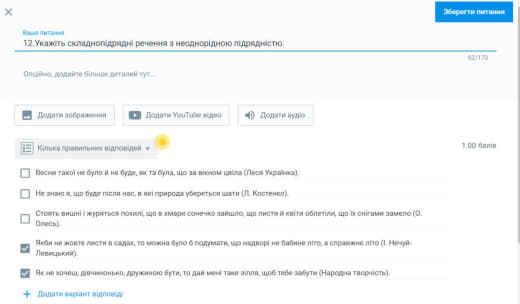 Зберегти питання
Ваше питання
12.Укажіть складнопідрядні речення з неоднорідною підрядністю.
62/170
Опційно, додайте більше деталей тут...
Додати зображення
Додати YouTube відео
Додати аудіо
Кілька правильних відповідей
1.00 балів
Весни такої не було й не буде, як та була, що за вікном цвіла (Леся Українка).
Не знаю я, що буде після нас, в які природа убереться шати (Л. Костенко).
Стоять вишні і журяться похилі, що в хмари сонечко зайшло, що листя й квіти облетіли, що їх снігами замело (О.
Олесь).
Якби не жовте листя в садах, то можна було б подумати, що надворі не бабине літо, а справжнє літо (І. Нечуй-
Левицький).
Як не хочеш, дівчинонько, дружиною бути, то дай мені таке зілля, щоб тебе забути (Народна творчість).
Додати варіант відповіді